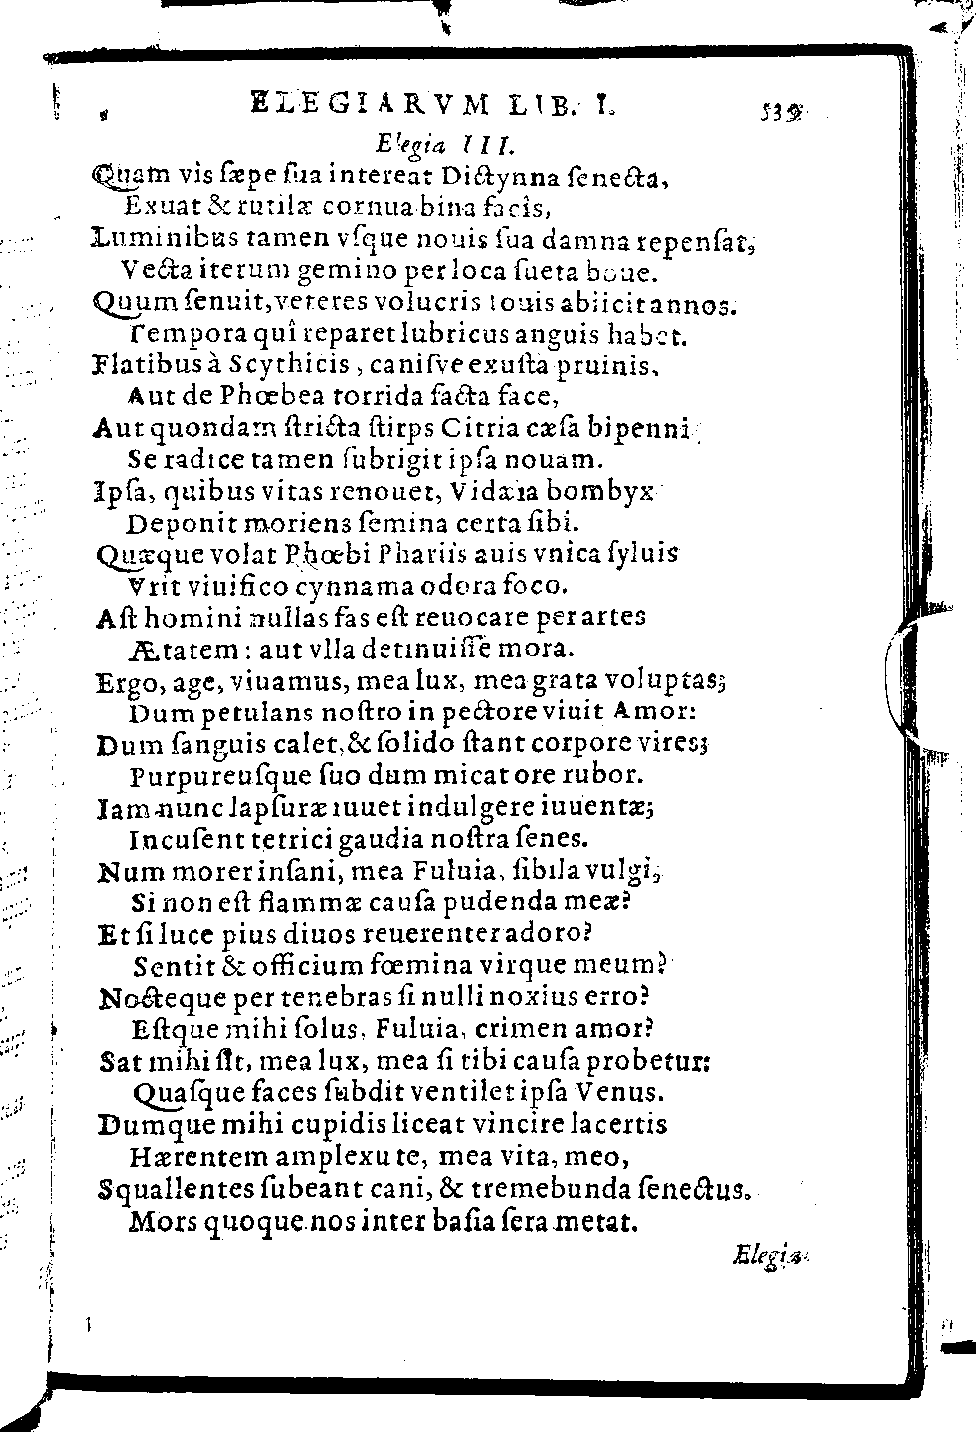 ELEGIARVM LIB. I. 539
Elegia III.
Quam vis ſæpe ſua intereat Dictynna ſenecta,
Exuat & rutilæ cornua bina facis,
Luminibus tamen vſque nouis ſua damna repenſat,
Vecta iterum gemino per loca ſueta boue.
Quum ſenuit, veteres volucris Iouis abiicit annos.
Tempora quî reparet lubricus anguis habet.
Flatibus à Scythicis, caniſve exuſta pruinis,
Aut de Phœbea torrida facta face,
Aut quondam ſtricta ſtirps Citria cæſa bipenni
Se radice tamen ſubrigit ipſa nouam.
Ipſa, quibus vitas renouet, Vidæia bombyx
Deponit moriens ſemina certa ſibi.
Quæque volat Phœbi Phariis auis vnica ſyluis
Vrit viuifico cynnama odora foco.
Aſt homini nullas fas eſt reuocare per artes
Ætatem: aut vlla detinuiſſe mora.
Ergo, age, viuamus, mea lux, mea grata voluptas;
Dum petulans noſtro in pectore viuit Amor:
Dum ſanguis calet, & ſolido ſtant corpore vires;
Purpureuſque ſuo dum micat ore rubor.
Iam nunc lapſuræ iuuet indulgere iuuentæ;
Incuſent tetrici gaudia noſtra ſenes.
Num morer inſani, mea Fuluia, ſibila vulgi,
Si non eſt flammæ cauſa pudenda meæ?
Et ſi luce pius diuos reuerenter adoro?
Sentit & officium fœmina virque meum?
Nocteque per tenebras ſi nulli noxius erro?
Eſtque mihi ſolus, Fuluia, crimen amor?
Sat mihi ſit, mea lux, mea ſi tibi cauſa probetur:
Quaſque faces ſubdit ventilet ipſa Venus.
Dumque mihi cupidis liceat vincire lacertis
Hærentem amplexu te, mea vita, meo,
Squallentes ſubeant cani, & tremebunda ſenectus.
Mors quoque nos inter baſia ſera metat.
Elegia